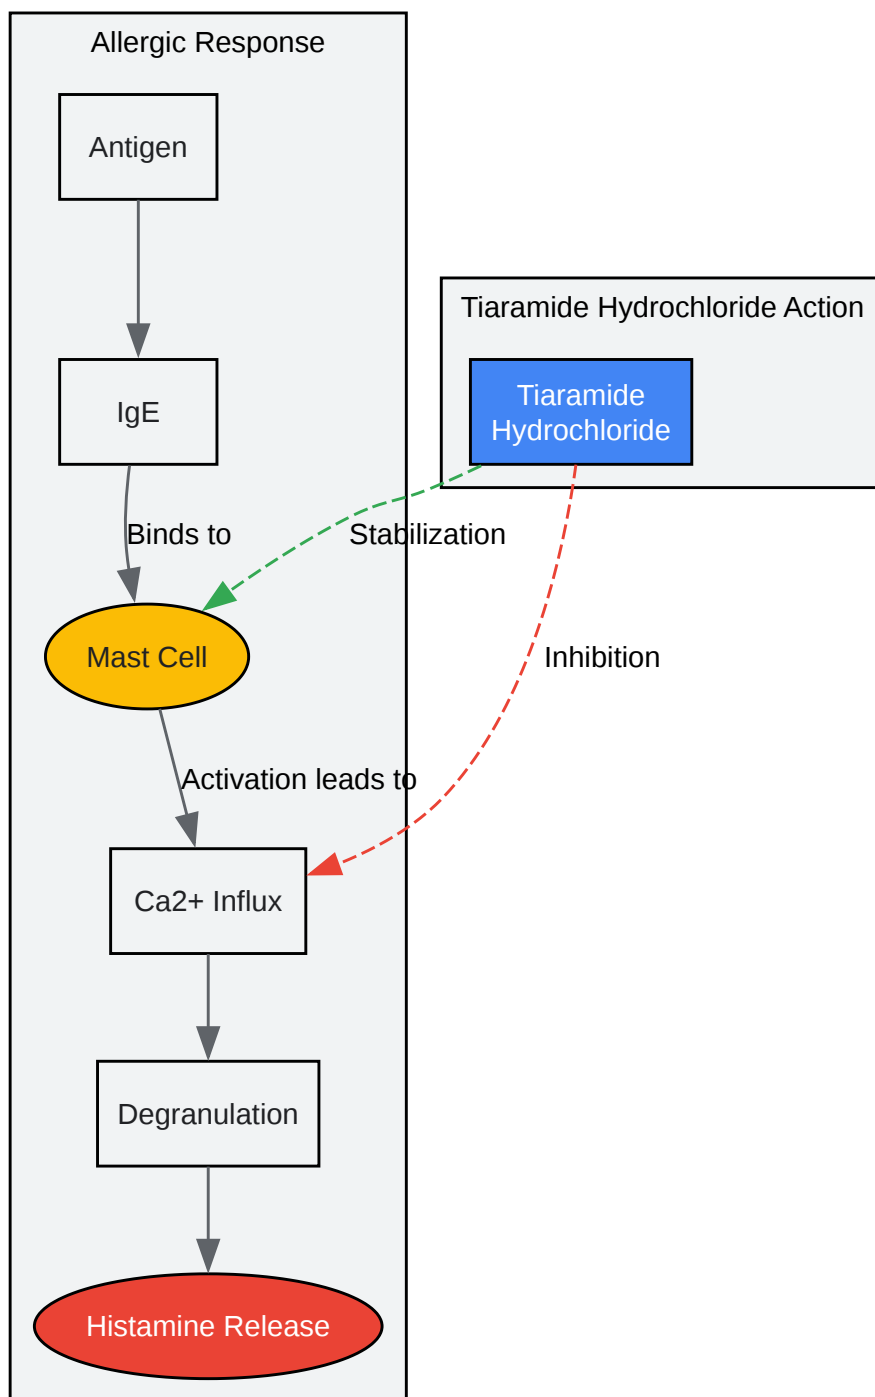 Allergic Response
Antigen
Tiaramide Hydrochloride Action
Tiaramide
Hydrochloride
IgE
Binds to
Stabilization
Mast Cell
Inhibition
Activation leads to
Ca2+ Influx
Degranulation
Histamine Release